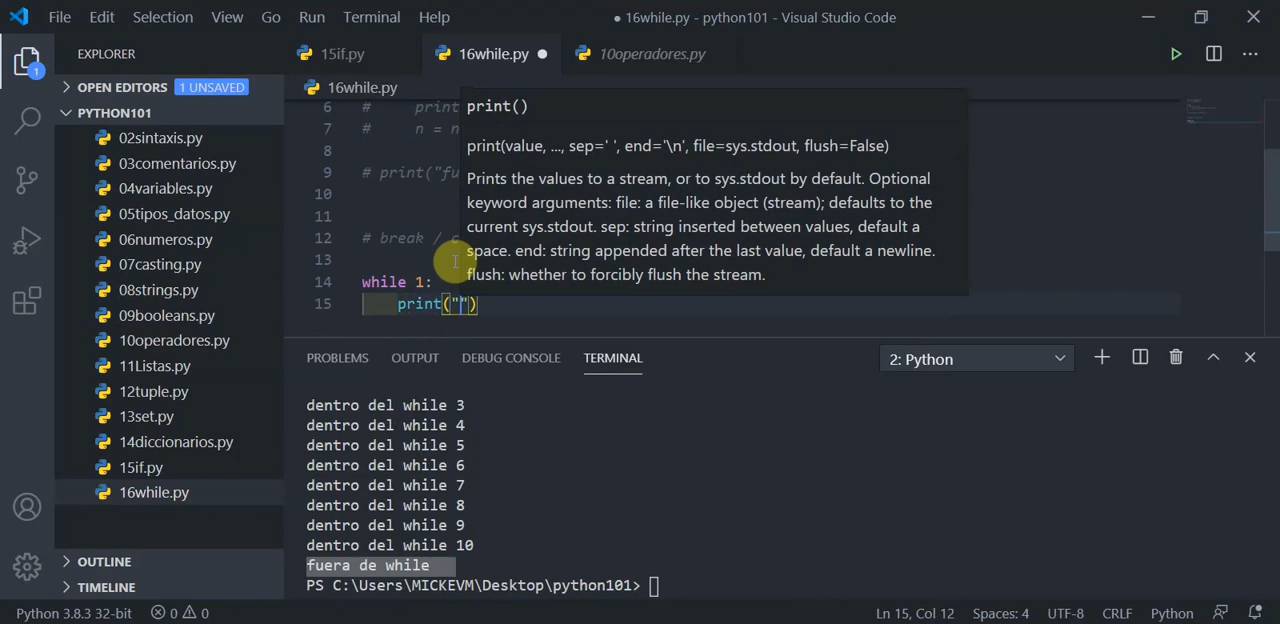 File Edit Selection View Go Run Terminal Help
● 16while.py - python101 - Visual Studio Code
EXPLORER
15if.py
16while.py
10operadores.py
OPEN EDITORS 1 UNSAVED
16while.py
PYTHON101
02sintaxis.py
03comentarios.py
04variables.py
05tipos_datos.py
06numeros.py
07casting.py
08strings.py
09booleans.py
10operadores.py
11Listas.py
12tuple.py
13set.py
14diccionarios.py
15if.py
16while.py
OUTLINE
TIMELINE
6 # print
7 # n = n
8
9 # print("fu
10
11
12 # break / c
13
14 while 1:
15 print("")
print()
print(value, ..., sep=' ', end='\n', file=sys.stdout, flush=False)
Prints the values to a stream, or to sys.stdout by default. Optional
keyword arguments: file: a file-like object (stream); defaults to the
current sys.stdout. sep: string inserted between values, default a
space. end: string appended after the last value, default a newline.
flush: whether to forcibly flush the stream.
PROBLEMS OUTPUT DEBUG CONSOLE TERMINAL
2: Python
dentro del while 3
dentro del while 4
dentro del while 5
dentro del while 6
dentro del while 7
dentro del while 8
dentro del while 9
dentro del while 10
fuera de while
PS C:\Users\MICKEVM\Desktop\python101>
1
Python 3.8.3 32-bit 0 0 Ln 15, Col 12 Spaces: 4 UTF-8 CRLF Python